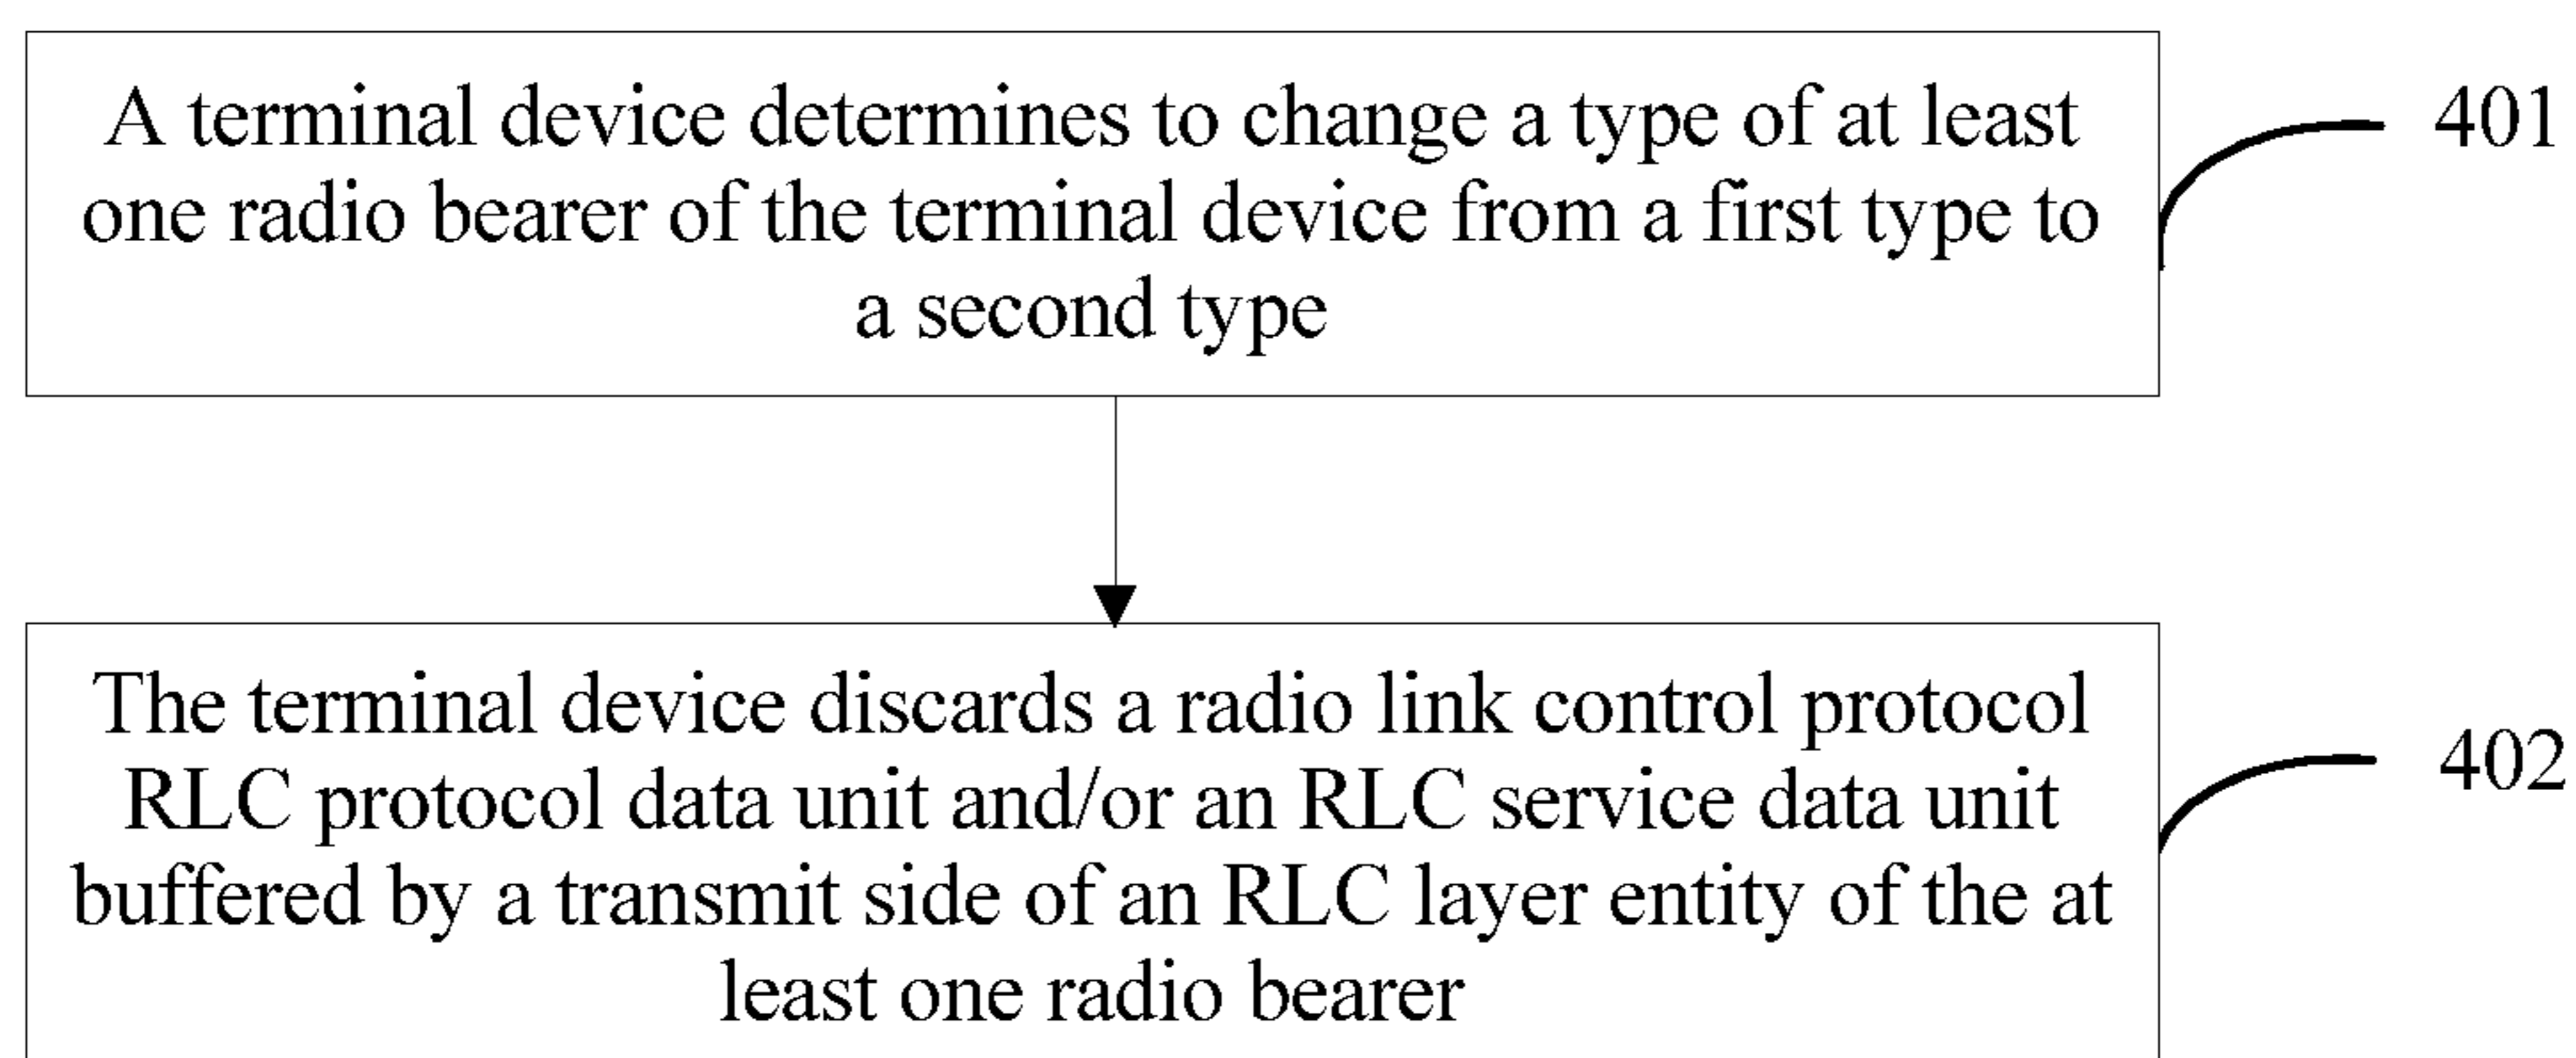 A terminal device determines to change a type of at least
one radio bearer of the terminal device from a first type to
a second type
401
The terminal device discards a radio link control protocol
RLC protocol data unit and/or an RLC service data unit
buffered by a transmit side of an RLC layer entity of the at
least one radio bearer
402